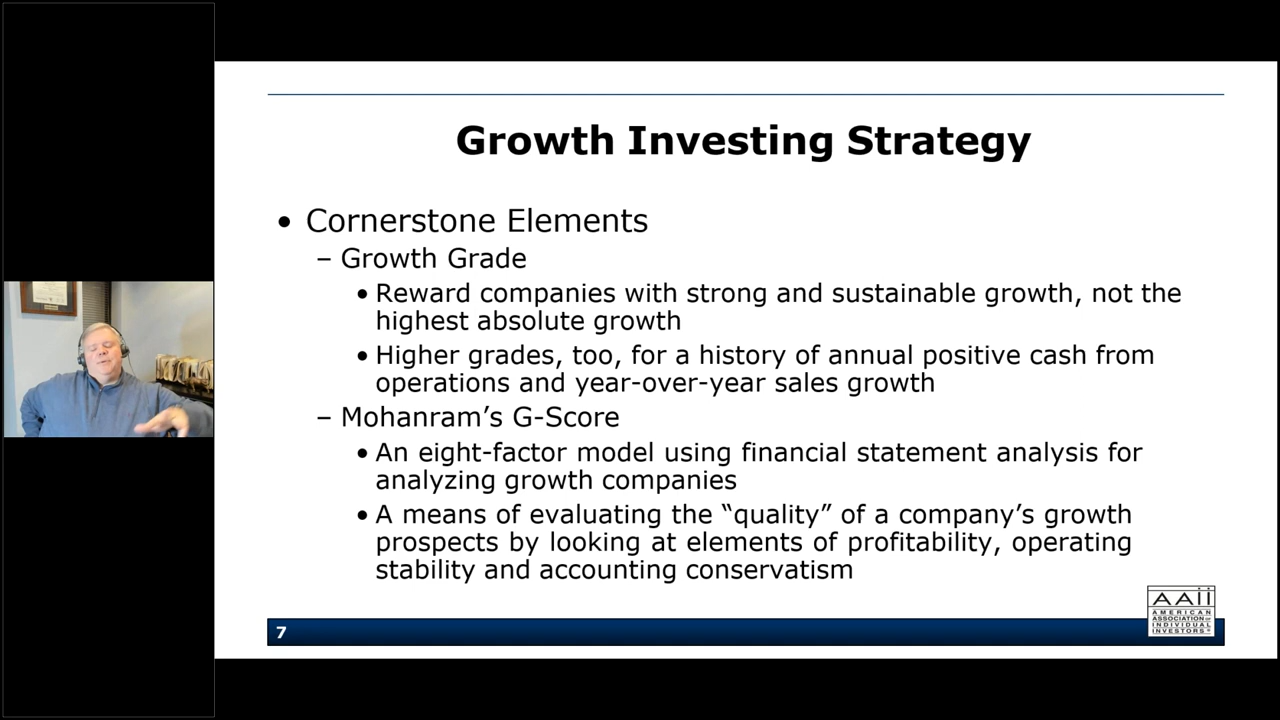 Growth Investing Strategy
• Cornerstone Elements
– Growth Grade
• Reward companies with strong and sustainable growth, not the
highest absolute growth
• Higher grades, too, for a history of annual positive cash from
operations and year-over-year sales growth
– Mohanram’s G-Score
• An eight-factor model using financial statement analysis for
analyzing growth companies
• A means of evaluating the “quality” of a company’s growth
prospects by looking at elements of profitability, operating
stability and accounting conservatism
7
AAII
AMERICAN
ASSOCIATION OF
INDIVIDUAL
INVESTORS®